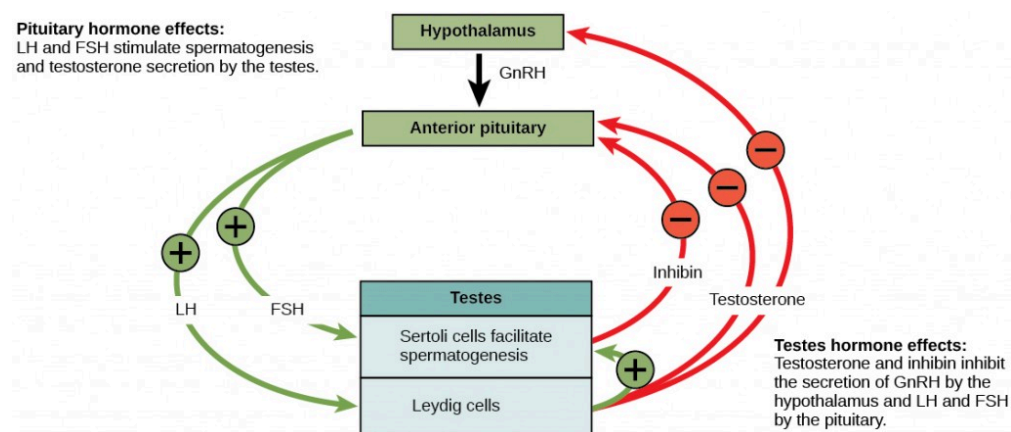 Pituitary hormone effects:
LH and FSH stimulate spermatogenesis
and testosterone secretion by the testes.
Hypothalamus
GnRH
Anterior pituitary
LH
FSH
Inhibin
Testosterone
Testes
Sertoli cells facilitate
spermatogenesis
Leydig cells
Testes hormone effects:
Testosterone and inhibin inhibit
the secretion of GnRH by the
hypothalamus and LH and FSH
by the pituitary.